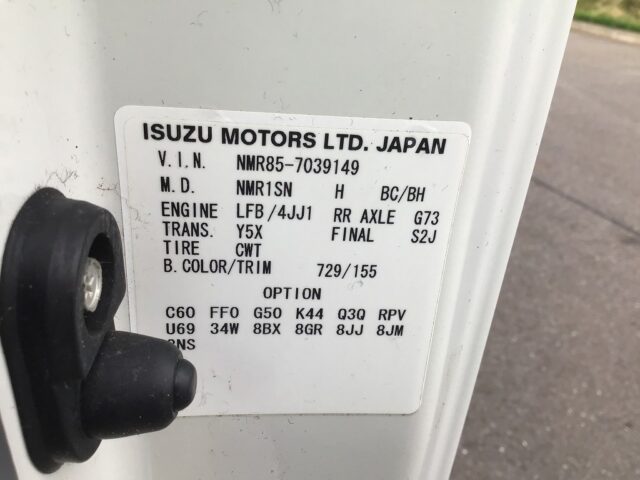 ISUZU MOTORS LTD. JAPAN
V.I.N. NMR85-7039149
M.D. NMR1SN H BC/BH
ENGINE LFB/4JJ1 RR AXLE G73
TRANS. Y5X FINAL S2J
TIRE CWT
B.COLOR/TRIM 729/155
OPTION
C60 FF0 G50 K44 Q3Q RPV
U69 34W 8BX 8GR 8JJ 8JM